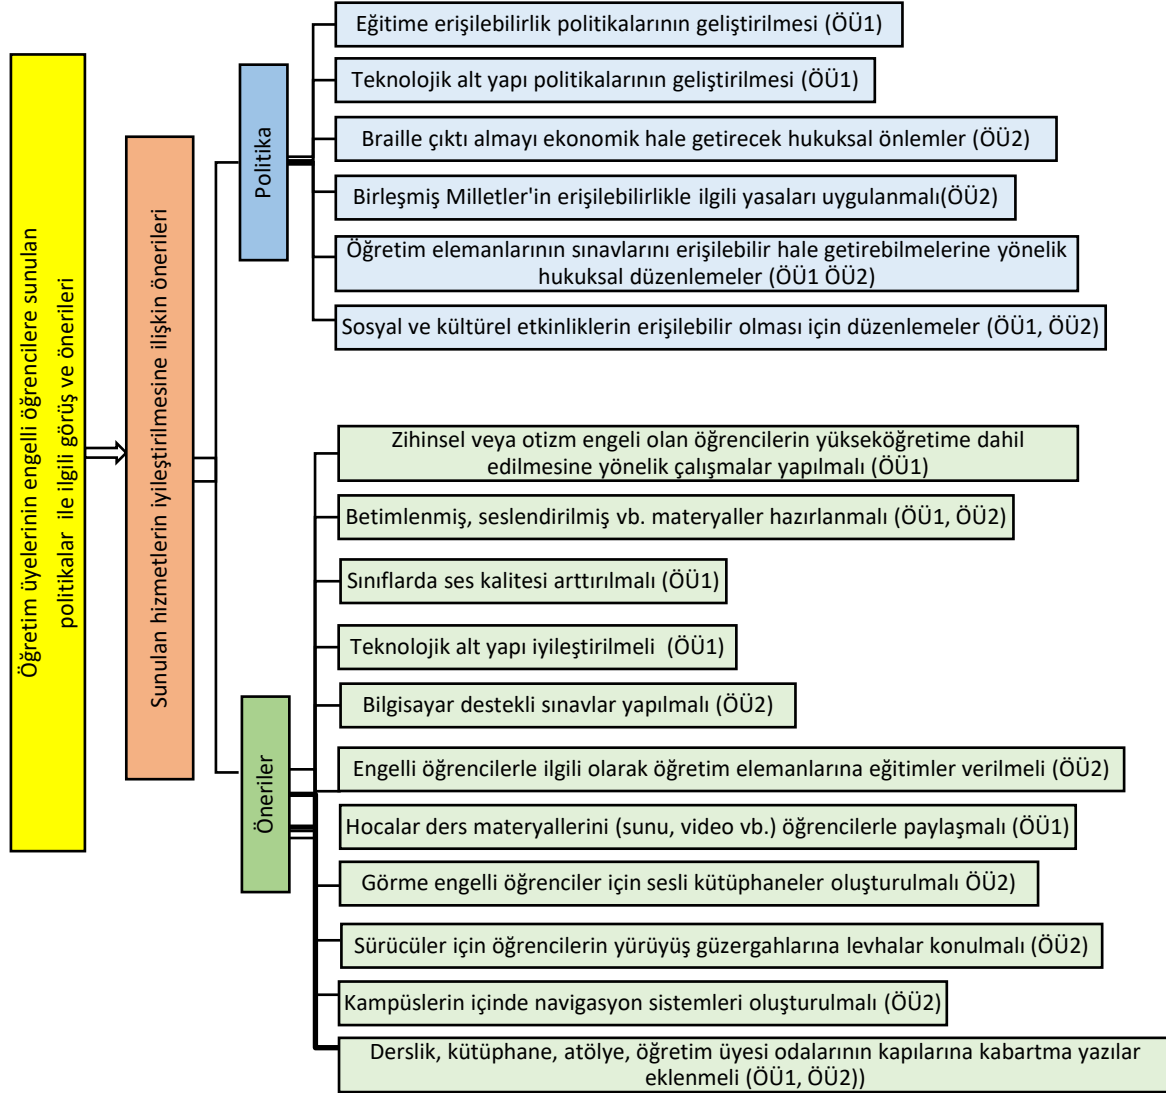 Öğretim üyelerinin engelli öğrencilere sunulan
politikalar ile ilgili görüş ve önerileri
Sunulan hizmetlerin iyileştirilmesine ilişkin önerileri
Politika
Eğitime erişilebilirlik politikalarının geliştirilmesi (ÖÜ1)
Teknolojik alt yapı politikalarının geliştirilmesi (ÖÜ1)
Braille çıktı almayı ekonomik hale getirecek hukuksal önlemler (ÖÜ2)
Birleşmiş Milletler'in erişilebilirlikle ilgili yasaları uygulanmalı(ÖÜ2)
Öğretim elemanlarının sınavlarını erişilebilir hale getirebilmelerine yönelik
hukuksal düzenlemeler (ÖÜ1 ÖÜ2)
Sosyal ve kültürel etkinliklerin erişilebilir olması için düzenlemeler (ÖÜ1, ÖÜ2)
Öneriler
Zihinsel veya otizm engeli olan öğrencilerin yükseköğretime dahil
edilmesine yönelik çalışmalar yapılmalı (ÖÜ1)
Betimlenmiş, seslendirilmiş vb. materyaller hazırlanmalı (ÖÜ1, ÖÜ2)
Sınıflarda ses kalitesi arttırılmalı (ÖÜ1)
Teknolojik alt yapı iyileştirilmeli (ÖÜ1)
Bilgisayar destekli sınavlar yapılmalı (ÖÜ2)
Engelli öğrencilerle ilgili olarak öğretim elemanlarına eğitimler verilmeli (ÖÜ2)
Hocalar ders materyallerini (sunu, video vb.) öğrencilerle paylaşmalı (ÖÜ1)
Görme engelli öğrenciler için sesli kütüphaneler oluşturulmalı ÖÜ2)
Sürücüler için öğrencilerin yürüyüş güzergahlarına levhalar konulmalı (ÖÜ2)
Kampüslerin içinde navigasyon sistemleri oluşturulmalı (ÖÜ2)
Derslik, kütüphane, atölye, öğretim üyesi odalarının kapılarına kabartma yazılar
eklenmeli (ÖÜ1, ÖÜ2))